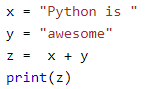 x = "Python is "
y = "awesome"
z =  x + y
print(z)